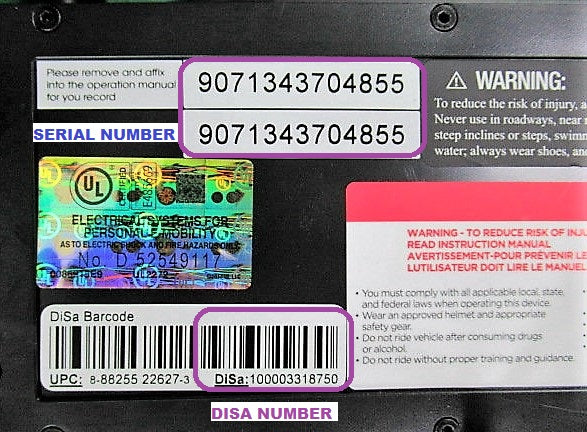 Please remove and affix
Into the operation manual
for you record
9071343704855
SERIAL NUMBER
9071343704855
⚠ WARNING:
To reduce the risk of injury, a
Never use in roadways, near
steep inclines or steps, swimm
water; always wear shoes, an
UL
CERTIFIED
ELECTRICAL SYSTEMS FOR
PERSONAL E-MOBILITY
AS TO ELECTRIC SHOCK AND FIRE HAZARDS ONLY
No. D 52549117
UL2272
WARNING - TO REDUCE RISK OF INJU
READ INSTRUCTION MANUAL
AVERTISSEMENT-POUR PRÉVENIR LE
LUTILISATEUR DOIT LIRE LE MANUEL
• You must comply with all applicable local, state,
and federal laws when operating this device.
• Wear an approved helmet and appropriate
safety gear.
• Do not ride vehicle after consuming drugs
or alcohol.
• Do not ride without proper training and guidance.
DiSa Barcode
UPC: 8-88255 22627-3
DiSa:100003318750
DISA NUMBER